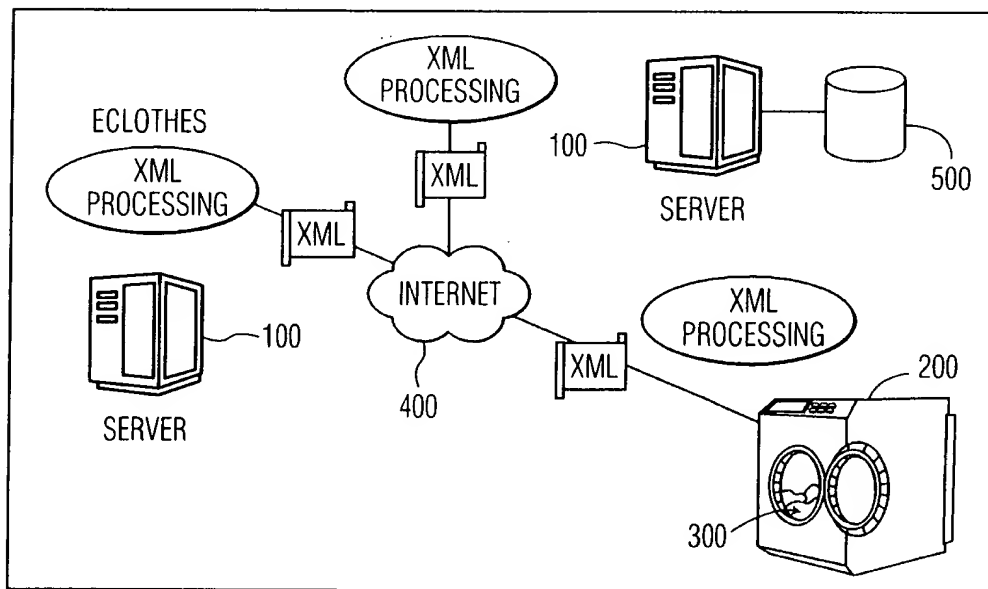 XML
PROCESSING
ECLOTHES
XML
PROCESSING
XML
XML
100
500
SERVER
INTERNET
100
400
SERVER
XML
PROCESSING
XML
200
300